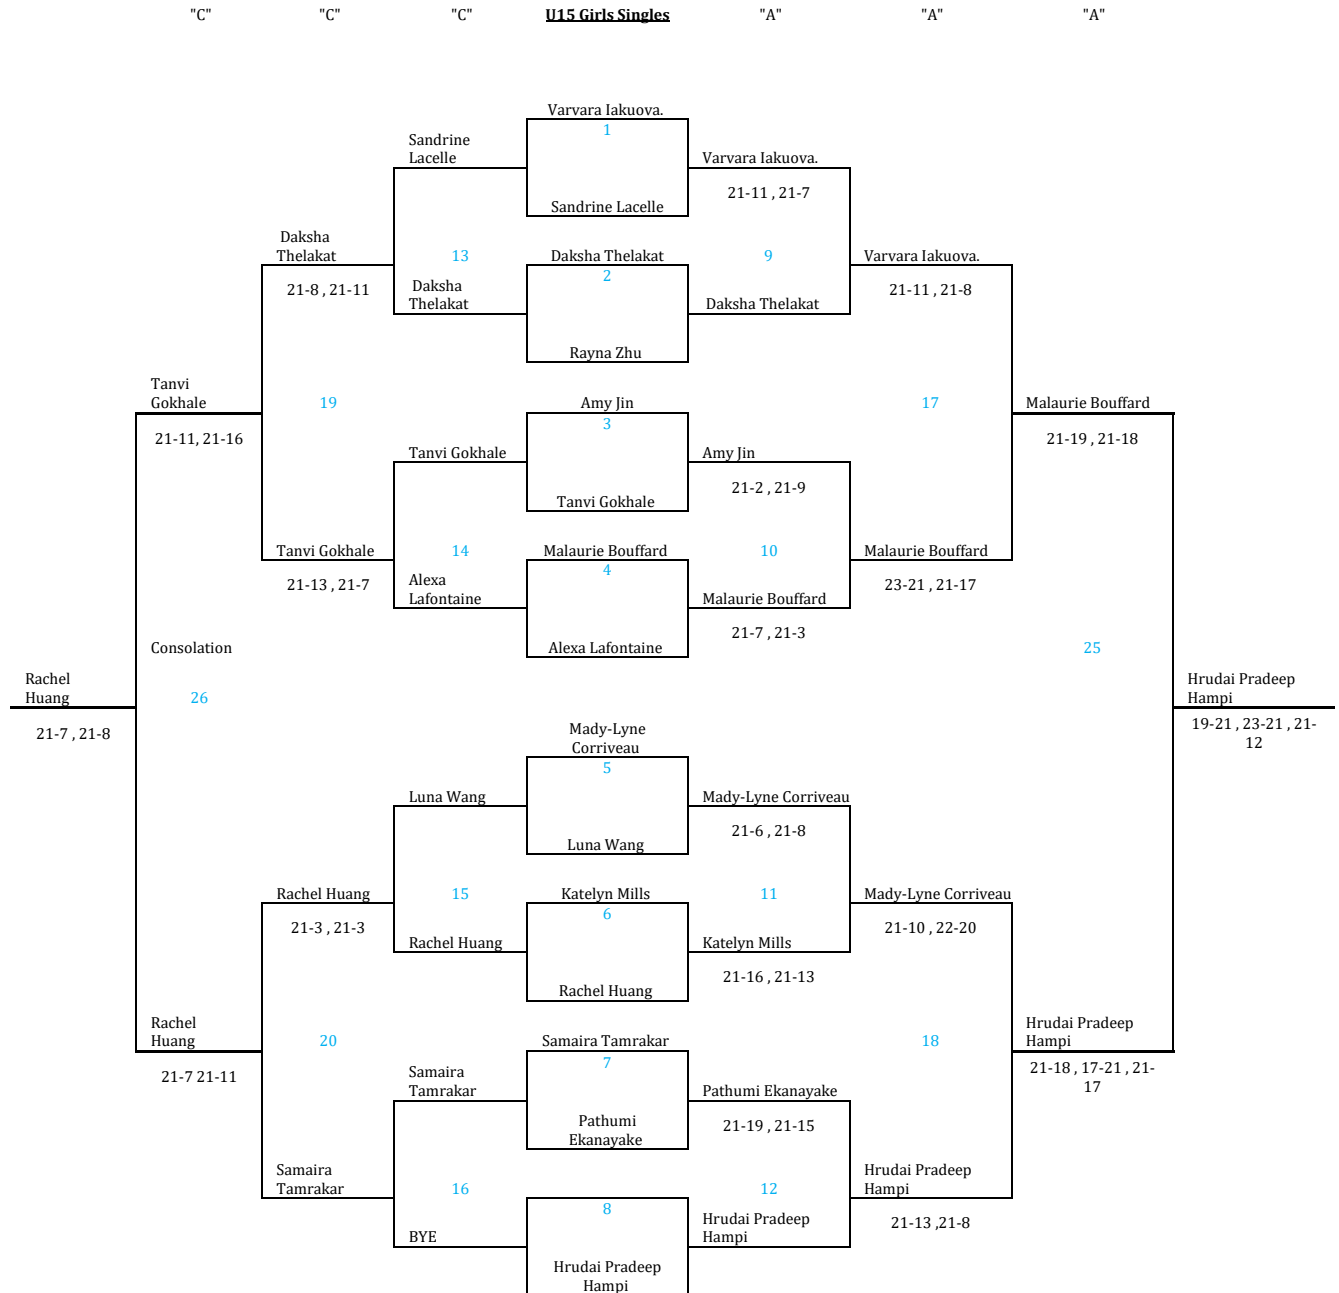 "C" "C" "C" U15 Girls Singles "A" "A" "A"
Varvara Iakuova.
1
Sandrine
Lacelle
Varvara Iakuova.
21-11 , 21-7
Sandrine Lacelle
Daksha
Thelakat
13
Daksha Thelakat
9
Varvara Iakuova.
2
21-8 , 21-11
Daksha
Thelakat
Daksha Thelakat
21-11 , 21-8
Rayna Zhu
Tanvi
Gokhale
19
Amy Jin
17
Malaurie Bouffard
3
21-11, 21-16
21-19 , 21-18
Tanvi Gokhale
Amy Jin
21-2 , 21-9
Tanvi Gokhale
Tanvi Gokhale
14
Malaurie Bouffard
10
Malaurie Bouffard
4
21-13 , 21-7
Alexa
Lafontaine
Malaurie Bouffard
23-21 , 21-17
21-7 , 21-3
Consolation
Alexa Lafontaine
25
Rachel
Huang
26
Hrudai Pradeep
Hampi
21-7 , 21-8
19-21 , 23-21 , 21-
12
Mady-Lyne
Corriveau
5
Luna Wang
Mady-Lyne Corriveau
21-6 , 21-8
Luna Wang
Rachel Huang
15
Katelyn Mills
11
Mady-Lyne Corriveau
6
21-3 , 21-3
21-10 , 22-20
Rachel Huang
Katelyn Mills
21-16 , 21-13
Rachel Huang
Rachel
Huang
20
Samaira Tamrakar
18
Hrudai Pradeep
Hampi
7
21-7 21-11
21-18 , 17-21 , 21-
17
Samaira
Tamrakar
Pathumi Ekanayake
21-19 , 21-15
Pathumi
Ekanayake
Samaira
Tamrakar
16
12
Hrudai Pradeep
Hampi
8
BYE
Hrudai Pradeep
Hampi
21-13 ,21-8
Hrudai Pradeep
Hampi